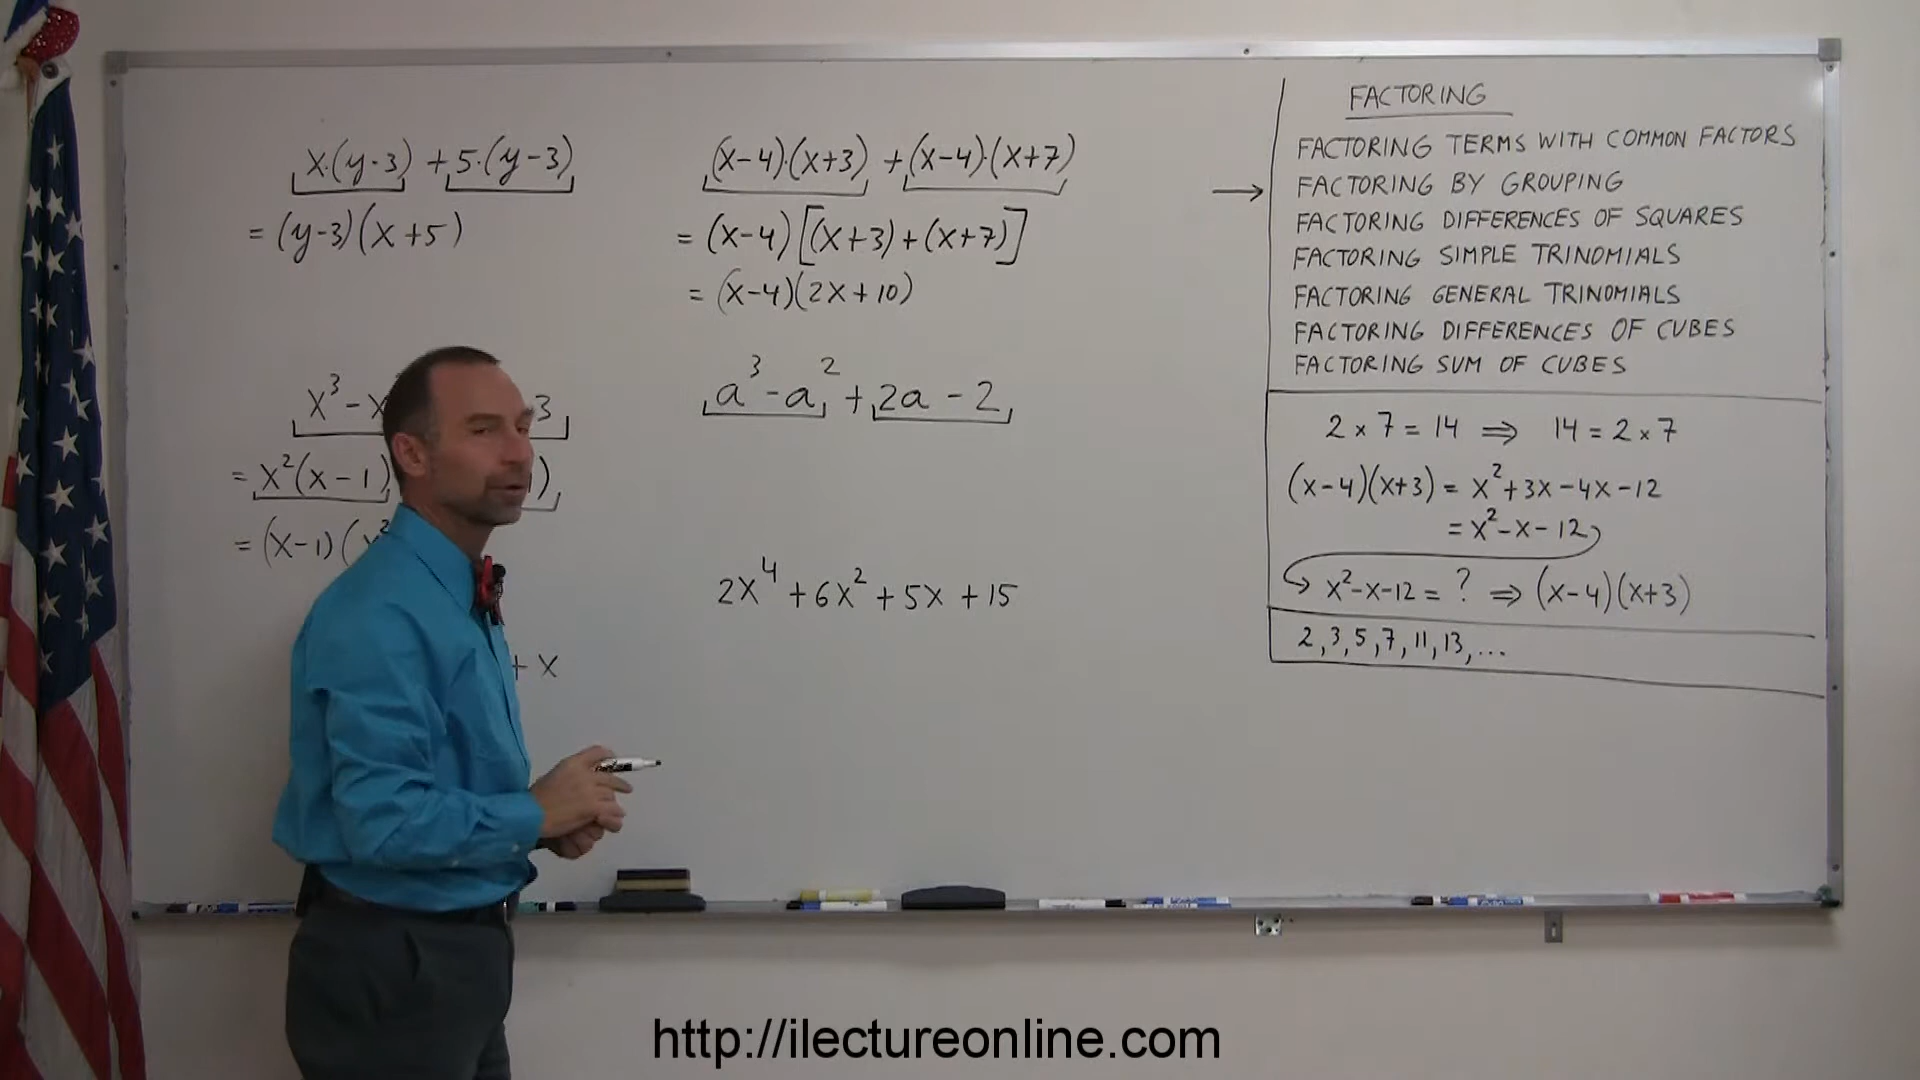 x·(y-3) + 5·(y-3)
= (y-3)(x+5)
x³ - x 3
= x²(x-1) 1)
= (x-1)(x²
+ x
(x-4)·(x+3) + (x-4)·(x+7)
= (x-4)[(x+3)+(x+7)]
= (x-4)(2x+10)
a³ - a² + 2a - 2
2x⁴ + 6x² + 5x + 15
FACTORING
FACTORING TERMS WITH COMMON FACTORS
→ FACTORING BY GROUPING
FACTORING DIFFERENCES OF SQUARES
FACTORING SIMPLE TRINOMIALS
FACTORING GENERAL TRINOMIALS
FACTORING DIFFERENCES OF CUBES
FACTORING SUM OF CUBES
2 × 7 = 14 ⇒ 14 = 2 × 7
(x-4)(x+3) = x²+3x-4x-12
= x²-x-12
x²-x-12 = ? ⇒ (x-4)(x+3)
2,3,5,7,11,13,...
http://ilectureonline.com